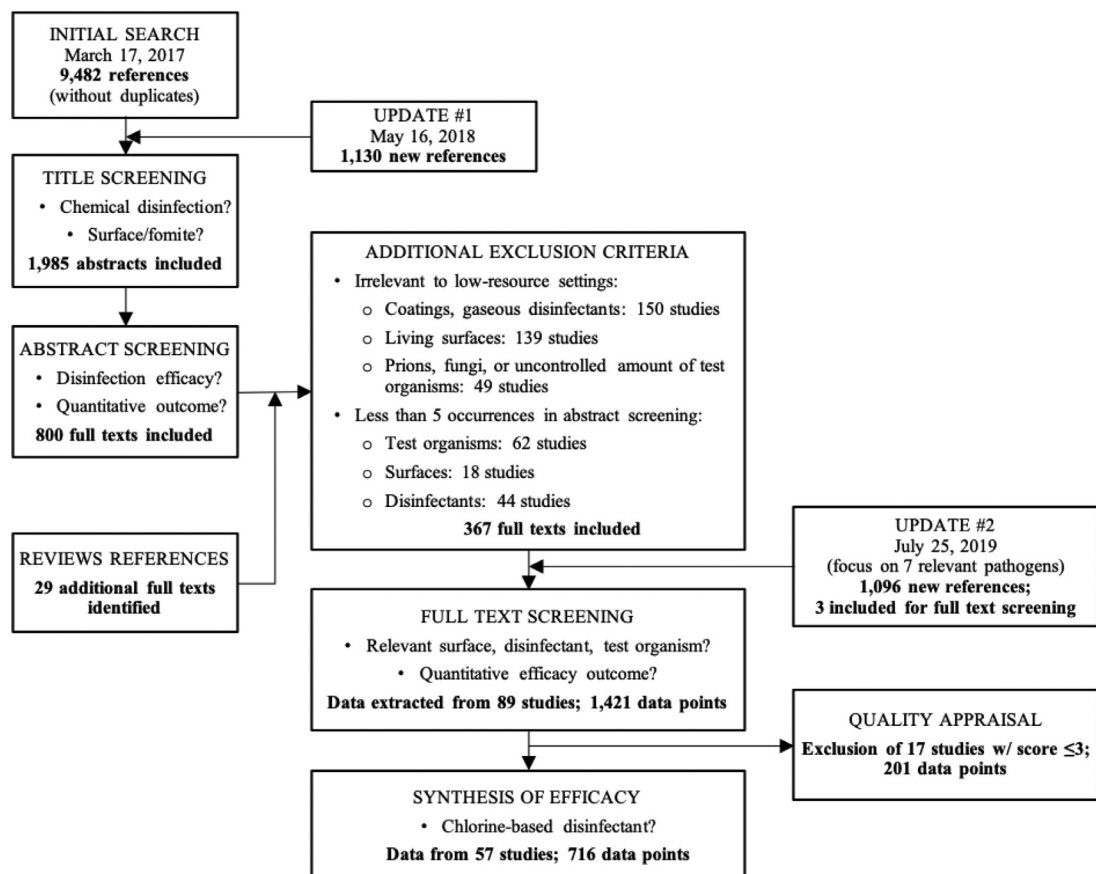 INITIAL SEARCH
March 17, 2017
9,482 references
(without duplicates)
UPDATE #1
May 16, 2018
1,130 new references
TITLE SCREENING
• Chemical disinfection?
• Surface/fomite?
1,985 abstracts included
ABSTRACT SCREENING
• Disinfection efficacy?
• Quantitative outcome?
800 full texts included
REVIEWS REFERENCES
29 additional full texts
identified
ADDITIONAL EXCLUSION CRITERIA
• Irrelevant to low-resource settings:
o Coatings, gaseous disinfectants: 150 studies
o Living surfaces: 139 studies
o Prions, fungi, or uncontrolled amount of test
organisms: 49 studies
• Less than 5 occurrences in abstract screening:
o Test organisms: 62 studies
o Surfaces: 18 studies
o Disinfectants: 44 studies
367 full texts included
UPDATE #2
July 25, 2019
(focus on 7 relevant pathogens)
1,096 new references;
3 included for full text screening
FULL TEXT SCREENING
• Relevant surface, disinfectant, test organism?
• Quantitative efficacy outcome?
Data extracted from 89 studies; 1,421 data points
QUALITY APPRAISAL
Exclusion of 17 studies w/ score ≤3;
201 data points
SYNTHESIS OF EFFICACY
• Chlorine-based disinfectant?
Data from 57 studies; 716 data points